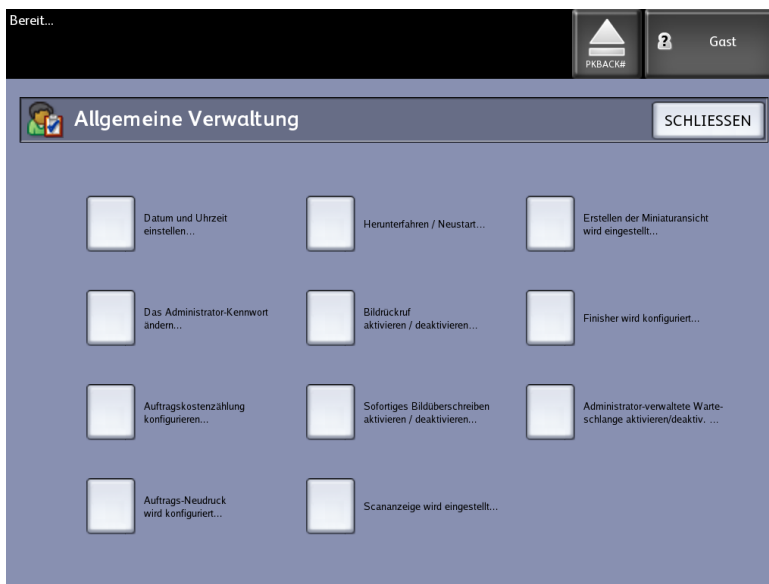 Bereit...
PKBACK#
Gast
Allgemeine Verwaltung
SCHLIESSEN
Datum und Uhrzeit
einstellen...
Herunterfahren / Neustart...
Erstellen der Miniaturansicht
wird eingestellt...
Das Administrator-Kennwort
ändern...
Bildrückruf
aktivieren / deaktivieren...
Finisher wird konfiguriert...
Auftragskostenzählung
konfigurieren...
Sofortiges Bildüberschreiben
aktivieren / deaktivieren...
Administrator-verwaltete Warte-
schlange aktivieren/deaktiv. ...
Auftrags-Neudruck
wird konfiguriert...
Scananzeige wird eingestellt...